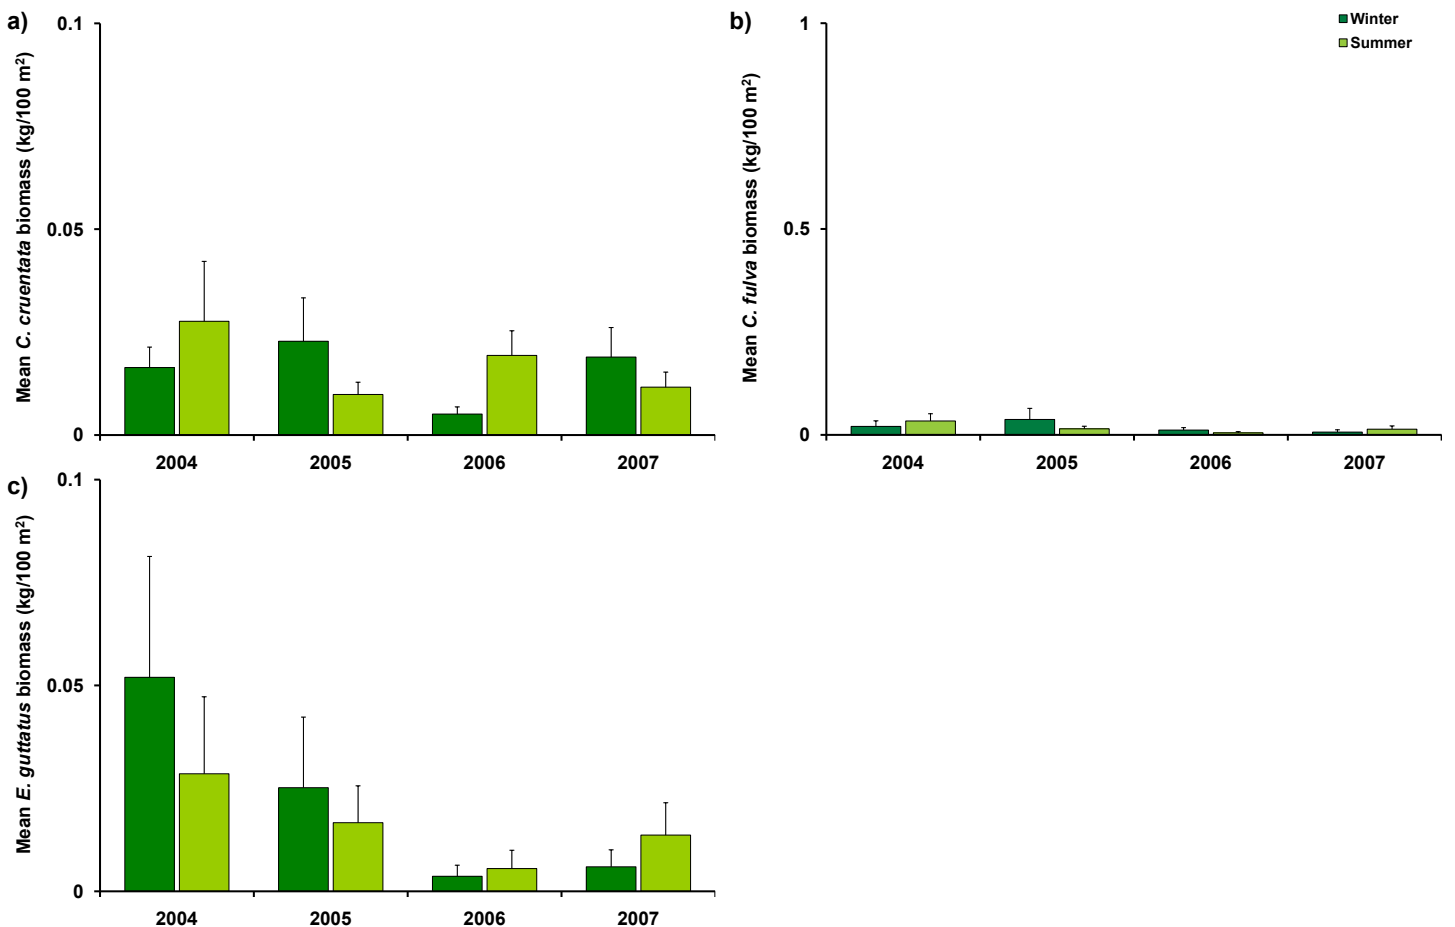 a)
0.1
0.05
0
Mean C. cruentata biomass (kg/100 m²)
2004 2005 2006 2007
b)
1
0.5
0
Mean C. fulva biomass (kg/100 m²)
2004 2005 2006 2007
Winter
Summer
c)
0.1
0.05
0
Mean E. guttatus biomass (kg/100 m²)
2004 2005 2006 2007